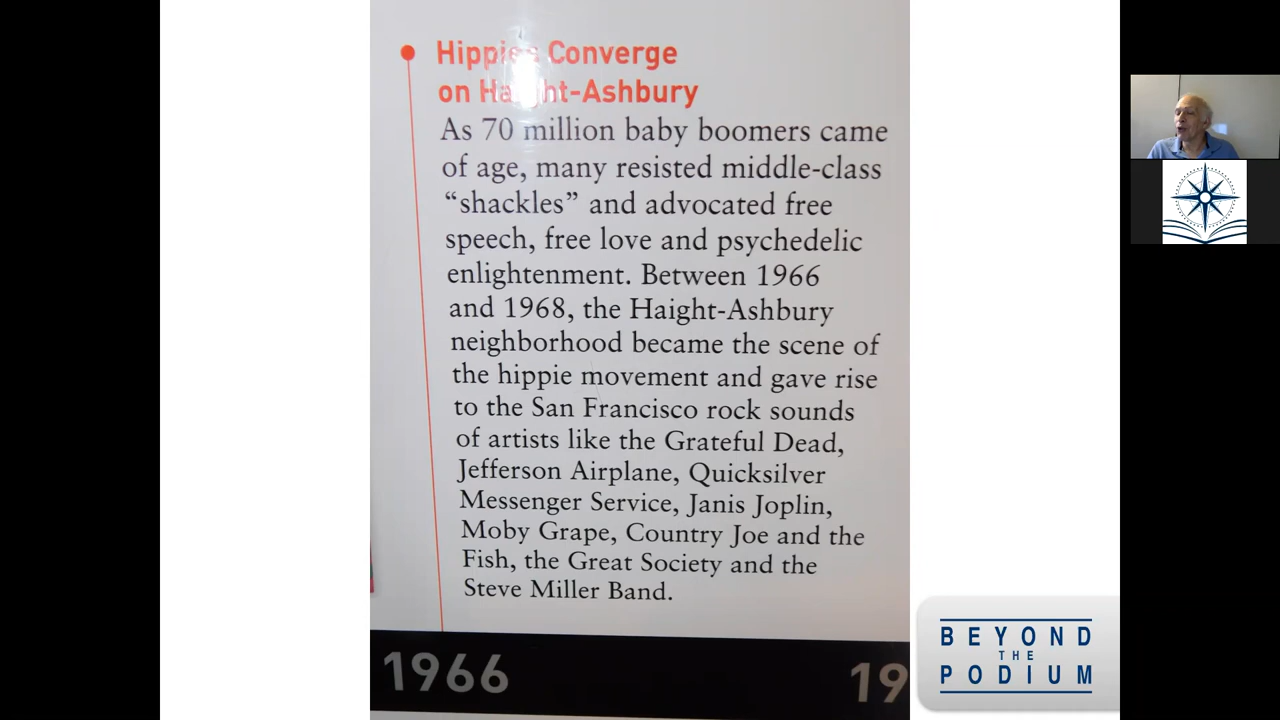 Hippies Converge
on Haight-Ashbury
As 70 million baby boomers came
of age, many resisted middle-class
“shackles” and advocated free
speech, free love and psychedelic
enlightenment. Between 1966
and 1968, the Haight-Ashbury
neighborhood became the scene of
the hippie movement and gave rise
to the San Francisco rock sounds
of artists like the Grateful Dead,
Jefferson Airplane, Quicksilver
Messenger Service, Janis Joplin,
Moby Grape, Country Joe and the
Fish, the Great Society and the
Steve Miller Band.
1966
19
BEYOND
THE
PODIUM